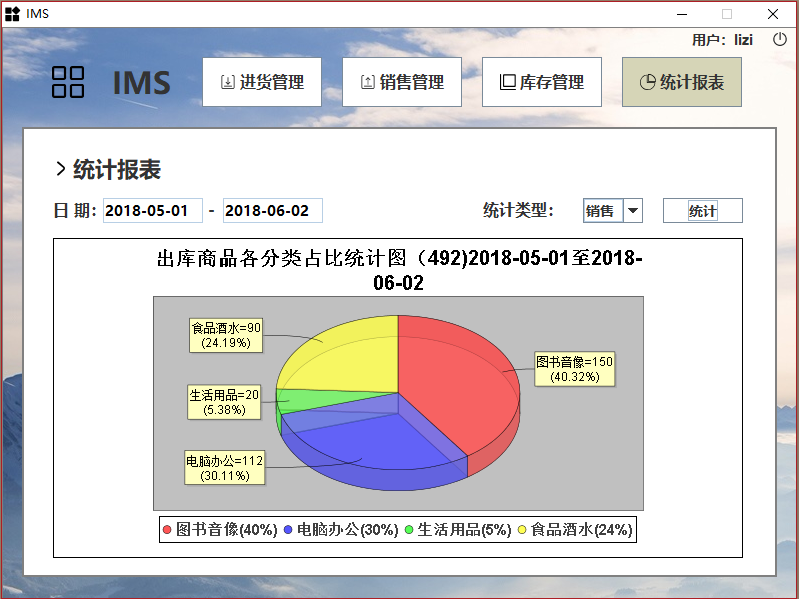 IMS
用户：lizi
IMS
进货管理
销售管理
库存管理
统计报表
统计报表
日 期: 2018-05-01 - 2018-06-02
统计类型: 销售 统计
出库商品各分类占比统计图（492)2018-05-01至2018-
06-02
食品酒水=90
(24.19%)
图书音像=150
(40.32%)
生活用品=20
(5.38%)
电脑办公=112
(30.11%)
图书音像(40%) 电脑办公(30%) 生活用品(5%) 食品酒水(24%)